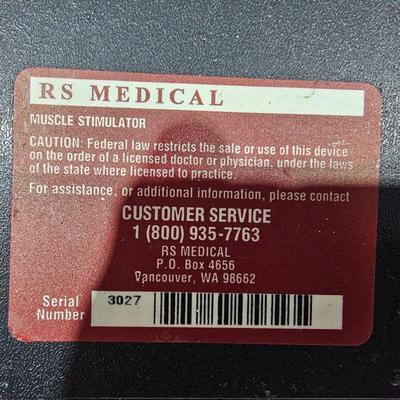 RS MEDICAL
MUSCLE STIMULATOR
CAUTION: Federal law restricts the sale or use of this device
on the order of a licensed doctor or physician, under the laws
of the state where licensed to practice.
For assistance, or additional information, please contact
CUSTOMER SERVICE
1 (800) 935-7763
RS MEDICAL
P.O. Box 4656
Vancouver, WA 98662
Serial
Number
3027